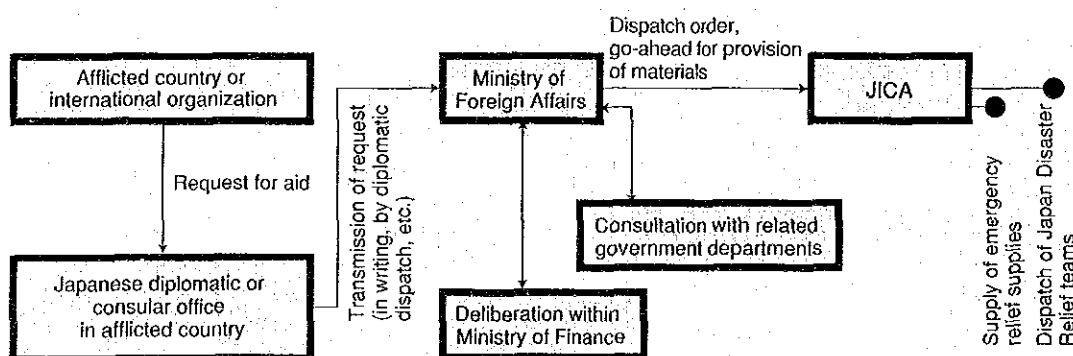 Afflicted country or
international organization
Request for aid
Japanese diplomatic or
consular office
in afflicted country
Transmission of request
(in writing, by diplomatic
dispatch, etc.)
Ministry of
Foreign Affairs
Dispatch order,
go-ahead for provision
of materials
JICA
Consultation with related
government departments
Deliberation within
Ministry of Finance
Supply of emergency
relief supplies
Dispatch of Japan Disaster
Relief teams